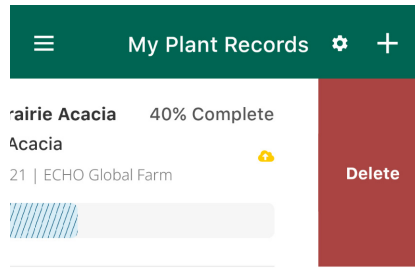 My Plant Records
rairie Acacia 40% Complete
Acacia
21 | ECHO Global Farm
Delete